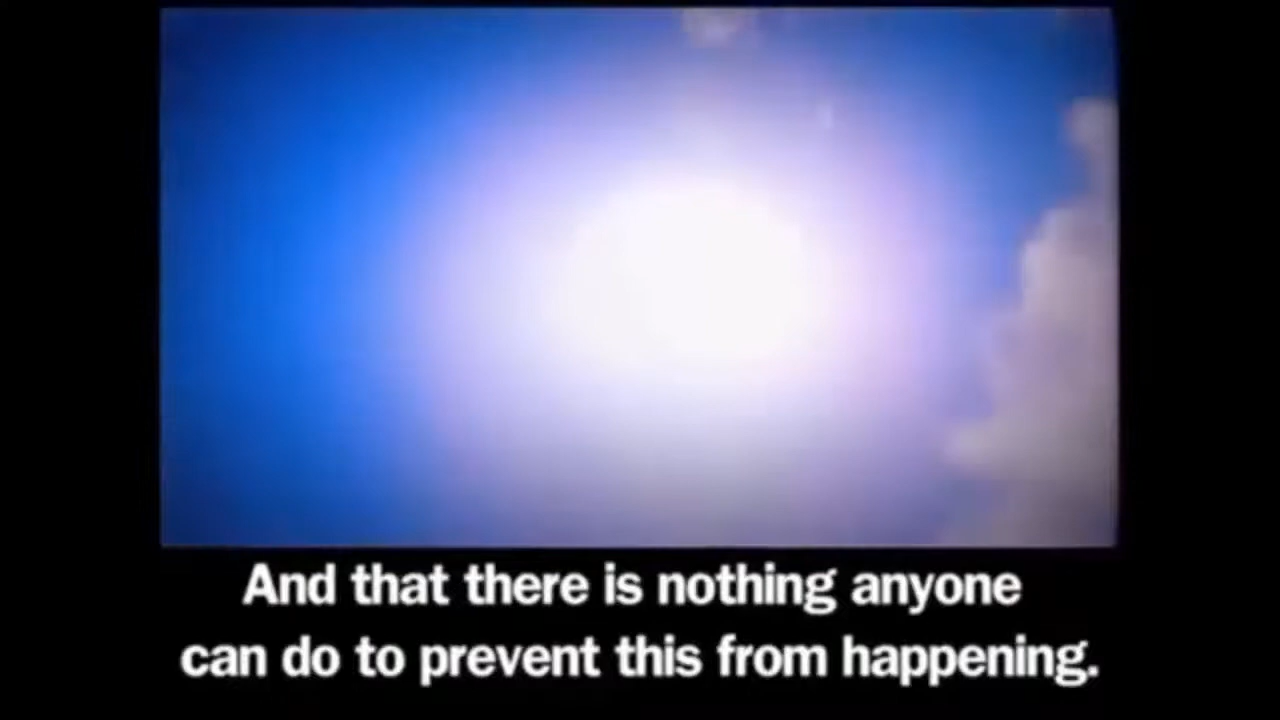 And that there is nothing anyone
can do to prevent this from happening.